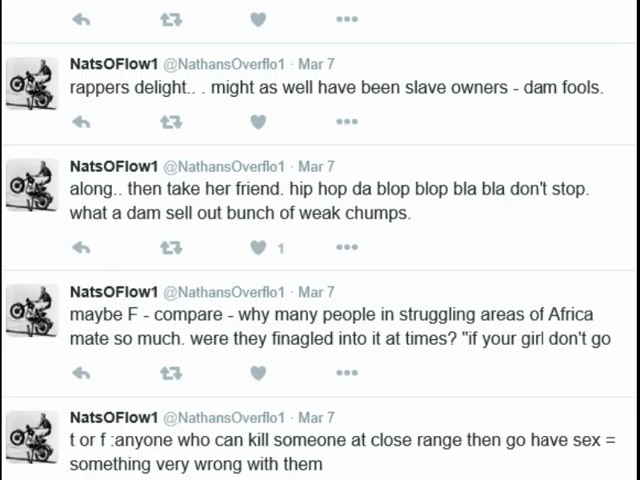 NatsOFlow1 @NathansOverflo1 · Mar 7
rappers delight.. . might as well have been slave owners - dam fools.
NatsOFlow1 @NathansOverflo1 · Mar 7
along.. then take her friend. hip hop da blop blop bla bla don't stop.
what a dam sell out bunch of weak chumps.
1
NatsOFlow1 @NathansOverflo1 · Mar 7
maybe F - compare - why many people in struggling areas of Africa
mate so much. were they finagled into it at times? "if your girl don't go
NatsOFlow1 @NathansOverflo1 · Mar 7
t or f :anyone who can kill someone at close range then go have sex =
something very wrong with them